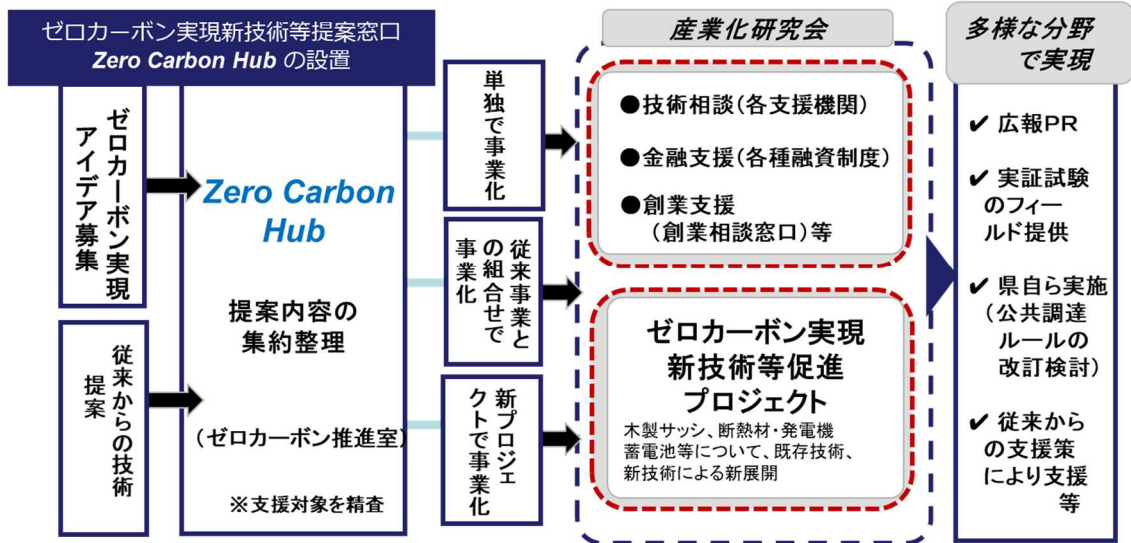 ゼロカーボン実現新技術等提案窓口
Zero Carbon Hub の設置
ゼロカーボン実現
アイデア募集
従来からの技術
提案
Zero Carbon
Hub
提案内容の
集約整理
(ゼロカーボン推進室)
※支援対象を精査
単独で事業化
従来事業と
の組合せで
事業化
新プロジェ
クトで事業化
産業化研究会
●技術相談(各支援機関)
●金融支援(各種融資制度)
●創業支援
(創業相談窓口)等
ゼロカーボン実現
新技術等促進
プロジェクト
木製サッシ、断熱材・発電機
蓄電池等について、既存技術、
新技術による新展開
多様な分野
で実現
✔ 広報PR
✔ 実証試験
のフィー
ルド提供
✔ 県自ら実施
(公共調達
ルールの
改訂検討)
✔ 従来から
の支援策
により支援
等